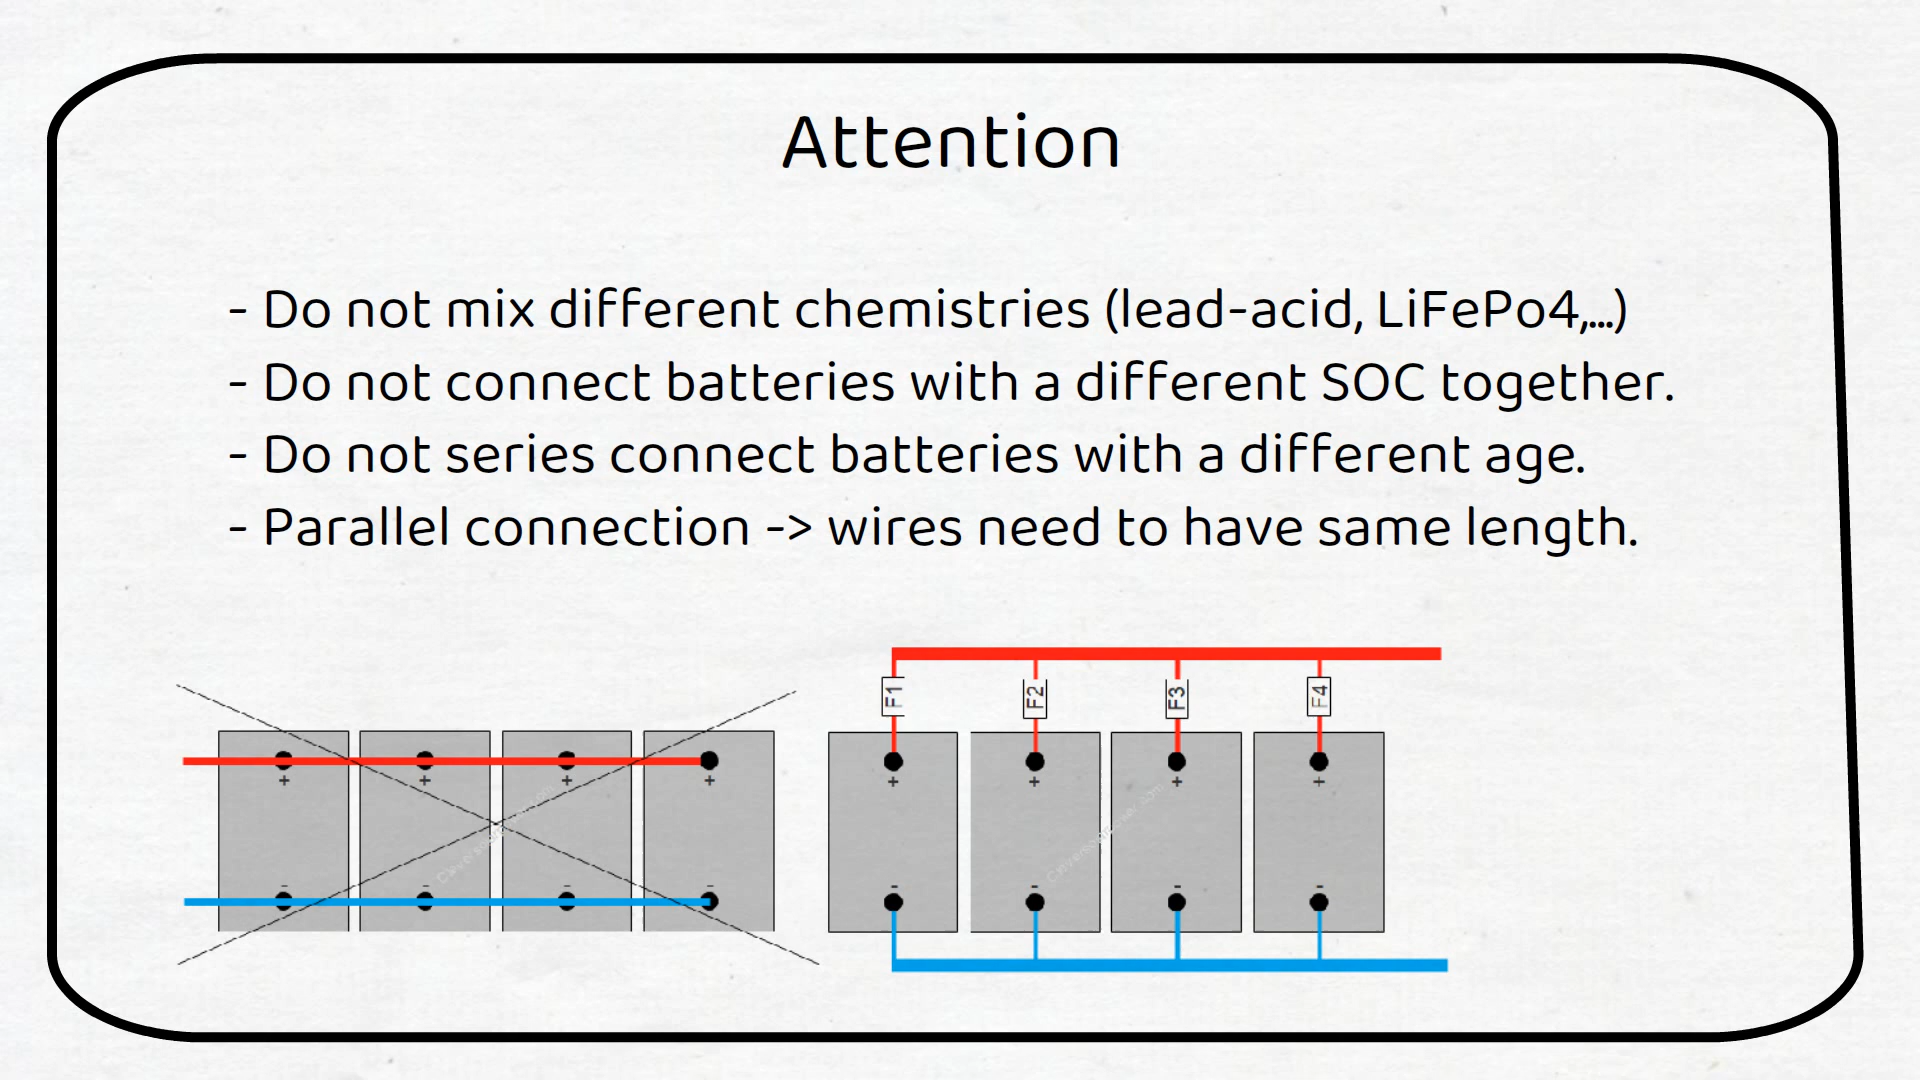 Attention
- Do not mix different chemistries (lead-acid, LiFePo4,...)
- Do not connect batteries with a different SOC together.
- Do not series connect batteries with a different age.
- Parallel connection -> wires need to have same length.
F1 F2 F3 F4
+ + + + + + + +
- - - - - - - -